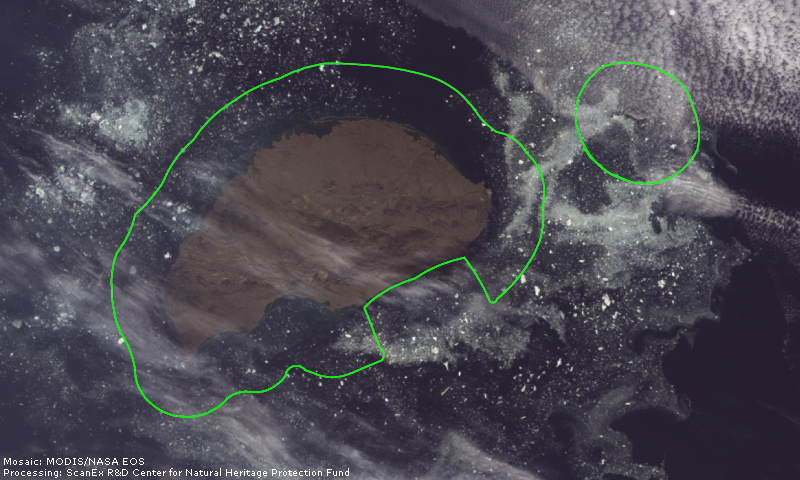 Mosaic: MODIS/NASA EOS
Processing: ScanEx R&D Center for Natural Heritage Protection Fund